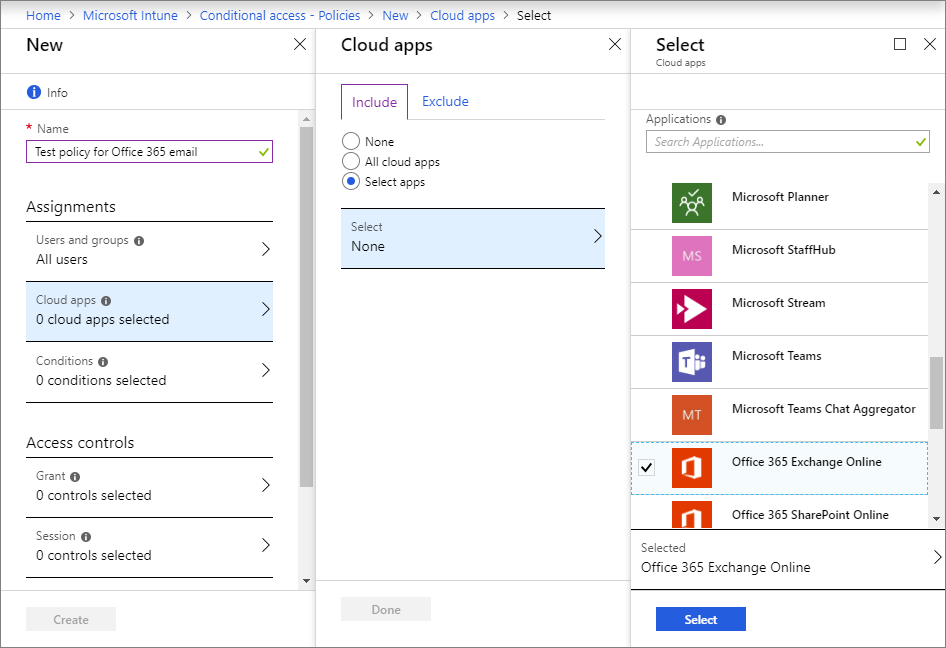 Home > Microsoft Intune > Conditional access - Policies > New > Cloud apps > Select
New
Info
* Name
Test policy for Office 365 email
Assignments
Users and groups
All users
Cloud apps
0 cloud apps selected
Conditions
0 conditions selected
Access controls
Grant
0 controls selected
Session
0 controls selected
Create
Cloud apps
Include
Exclude
None
All cloud apps
Select apps
Select
None
Done
Select
Cloud apps
Applications
Search Applications...
Microsoft Planner
MS
Microsoft StaffHub
Microsoft Stream
T
Microsoft Teams
MT
Microsoft Teams Chat Aggregator
Office 365 Exchange Online
Office 365 SharePoint Online
Selected
Office 365 Exchange Online
Select